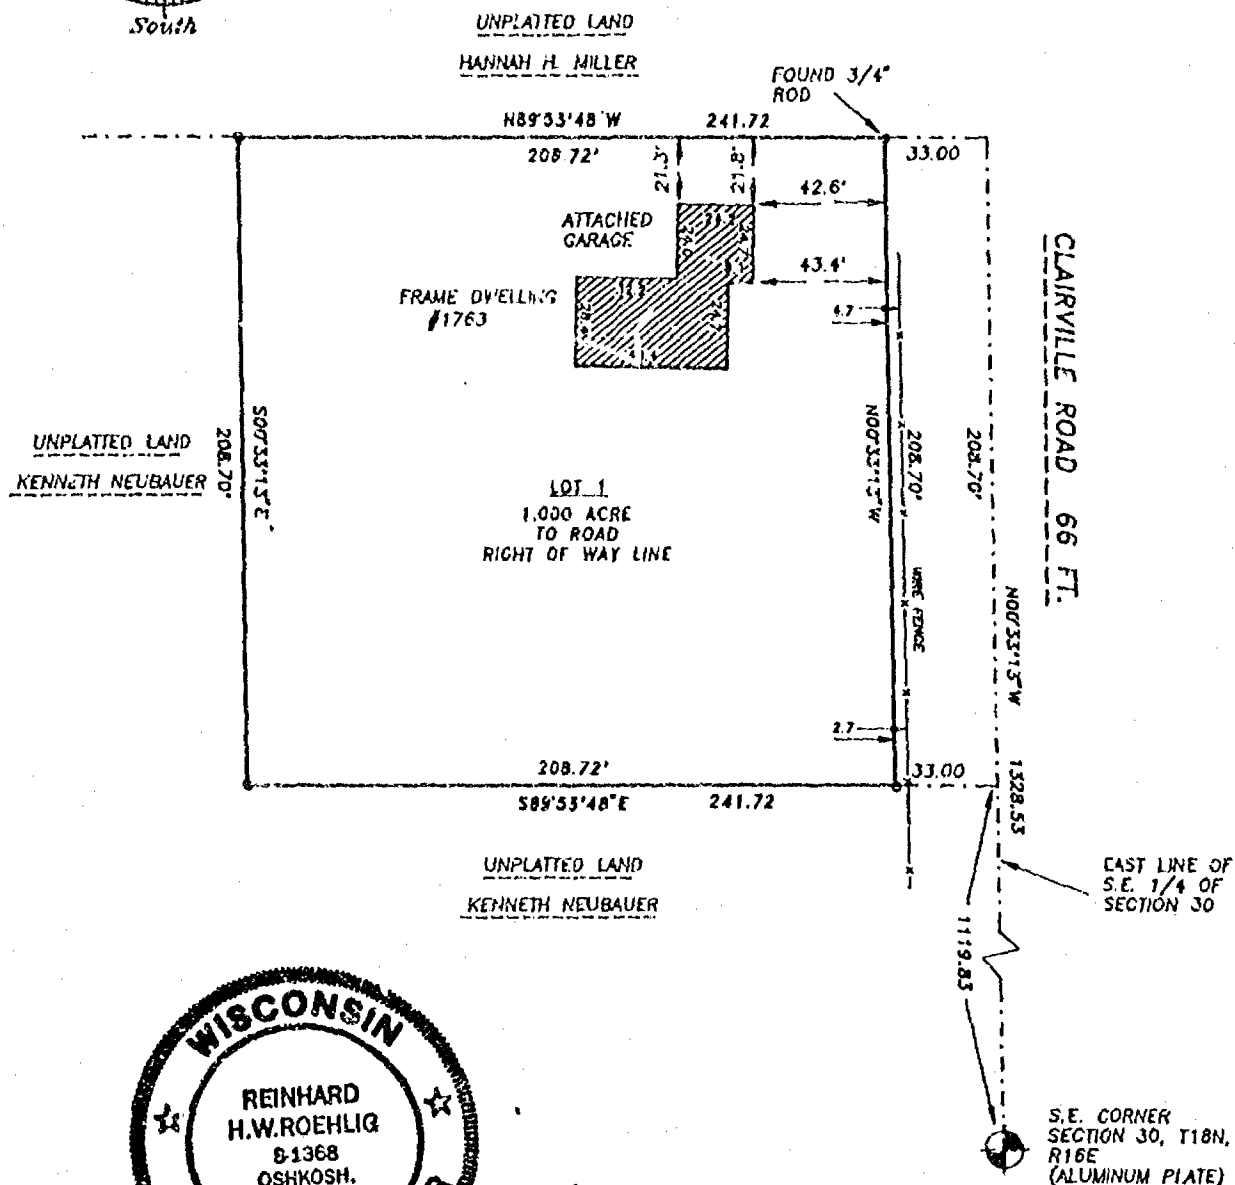 South
UNPLATTED LAND
HANNAH H. MILLER
FOUND 3/4"
ROD
N89°53'48"W 241.72
208.72'
33.00
21.3'
21.8'
42.6'
ATTACHED
GARAGE
43.4'
FRAME DWELLING
#1763
4.7
CLAIRVILLE ROAD 66 FT.
UNPLATTED LAND
KENNETH NEUBAUER
S00°33'13"E
208.70'
N00°33'13"W
208.70'
208.70'
LOT 1
1.000 ACRE
TO ROAD
RIGHT OF WAY LINE
WIRE FENCE
N00°33'13"W
1328.53
2.7
208.72'
33.00
S89°53'48"E 241.72
UNPLATTED LAND
KENNETH NEUBAUER
EAST LINE OF
S.E. 1/4 OF
SECTION 30
1119.83
WISCONSIN
REINHARD
H.W.ROEHLIG
S-1368
OSHKOSH,
S.E. CORNER
SECTION 30, T18N,
R16E
(ALUMINUM PLATE)